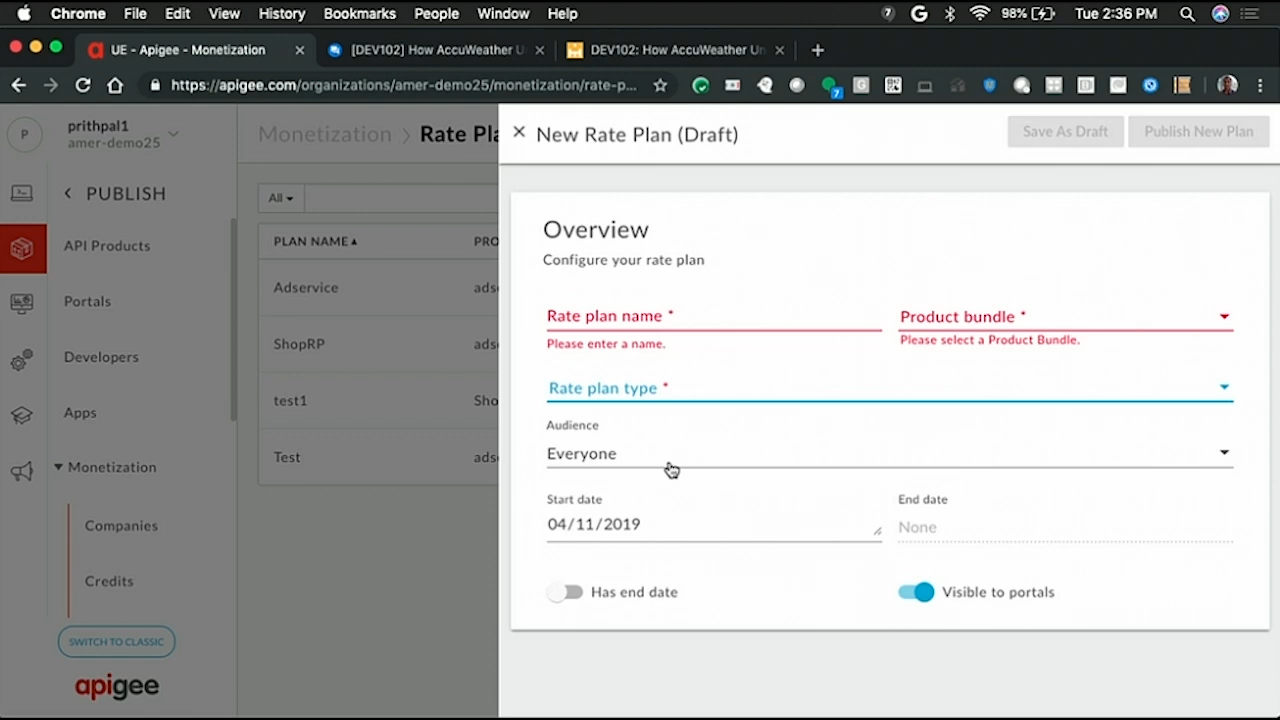 Chrome File Edit View History Bookmarks People Window Help 7 98% Tue 2:36 PM
UE - Apigee - Monetization
[DEV102] How AccuWeather U
DEV102: How AccuWeather Un
https://apigee.com/organizations/amer-demo25/monetization/rate-p...
7
P
prithpal1
amer-demo25
Monetization Rate Pla
New Rate Plan (Draft)
Save As Draft
Publish New Plan
PUBLISH
API Products
Portals
Developers
Apps
Monetization
Companies
Credits
SWITCH TO CLASSIC
apigee
All
PLAN NAME PRO
Adservice adse
ShopRP adse
test1 Sho
Test adse
Overview
Configure your rate plan
Rate plan name *
Please enter a name.
Product bundle *
Please select a Product Bundle.
Rate plan type *
Audience
Everyone
Start date
04/11/2019
End date
None
Has end date
Visible to portals